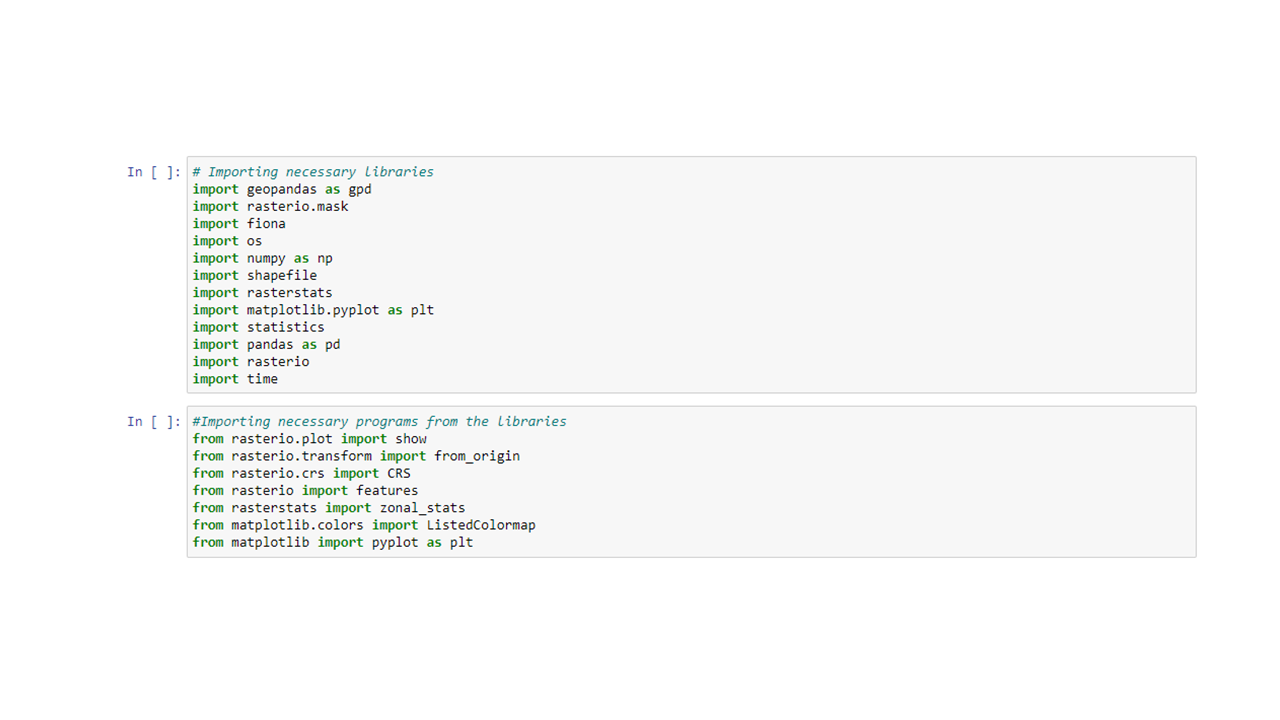 In [ ]: # Importing necessary libraries
import geopandas as gpd
import rasterio.mask
import fiona
import os
import numpy as np
import shapefile
import rasterstats
import matplotlib.pyplot as plt
import statistics
import pandas as pd
import rasterio
import time
In [ ]: #Importing necessary programs from the libraries
from rasterio.plot import show
from rasterio.transform import from_origin
from rasterio.crs import CRS
from rasterio import features
from rasterstats import zonal_stats
from matplotlib.colors import ListedColormap
from matplotlib import pyplot as plt